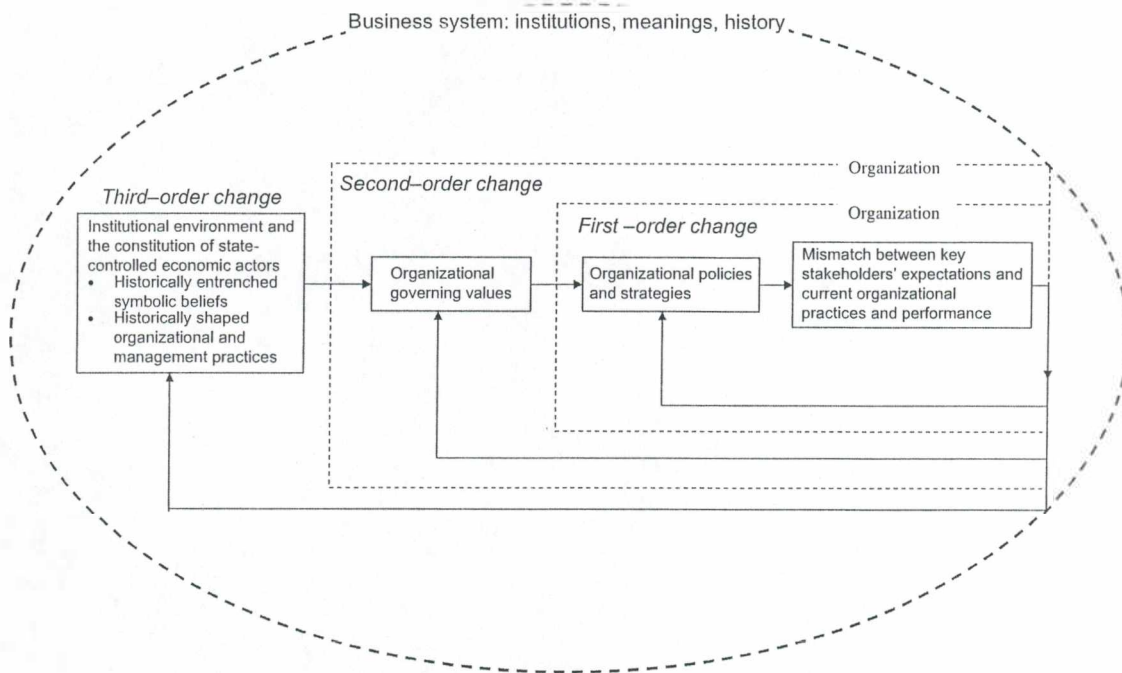 Business system: institutions, meanings, history
Organization
Second–order change
Third–order change
Organization
First –order change
Institutional environment and
the constitution of state-
controlled economic actors
• Historically entrenched
symbolic beliefs
• Historically shaped
organizational and
management practices
Organizational
governing values
Organizational policies
and strategies
Mismatch between key
stakeholders' expectations and
current organizational
practices and performance